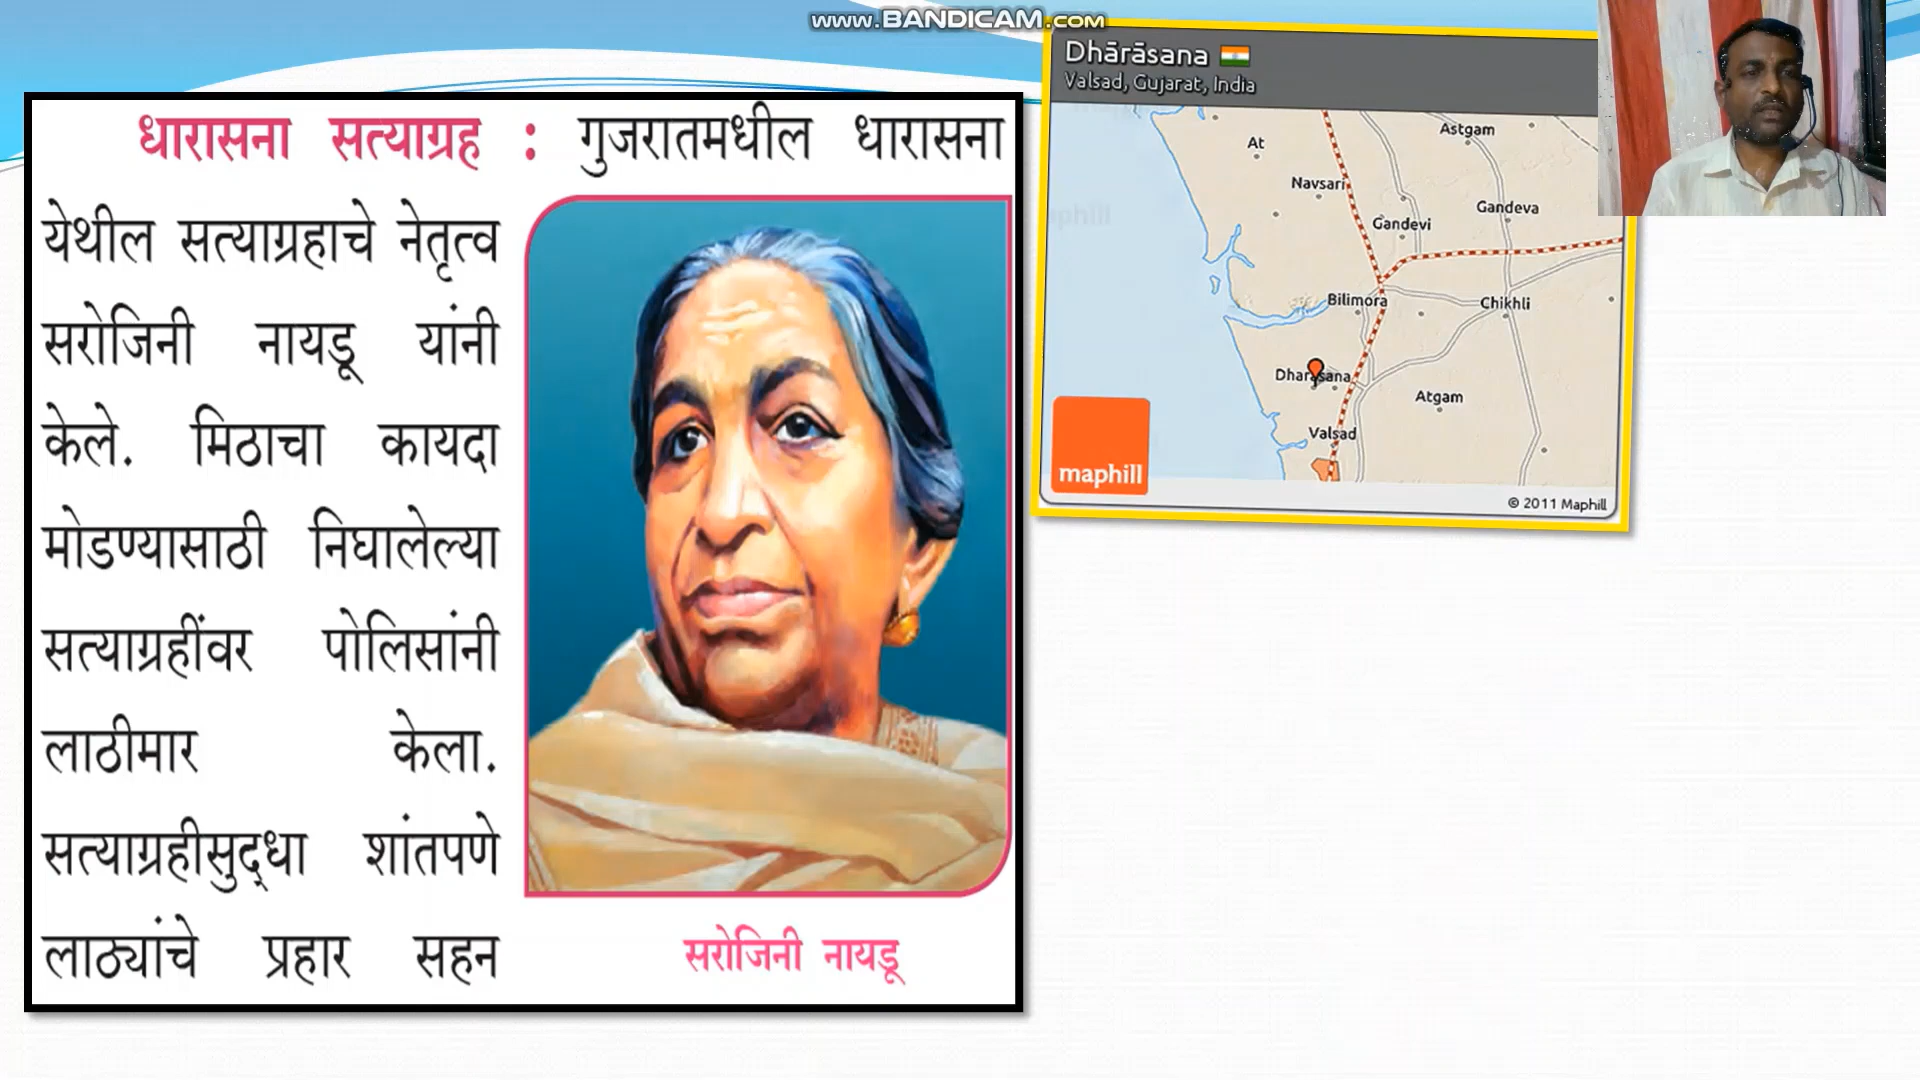 www.BANDICAM.com
धारासना सत्याग्रह : गुजरातमधील धारासना
येथील सत्याग्रहाचे नेतृत्व
सरोजिनी नायडू यांनी
केले. मिठाचा कायदा
मोडण्यासाठी निघालेल्या
सत्याग्रहींवर पोलिसांनी
लाठीमार केला.
सत्याग्रहीसुद्‌धा शांतपणे
लाठ्यांचे प्रहार सहन
सरोजिनी नायडू
Dhārāsana
Valsad, Gujarat, India
Astgam
At
Navsari
Gandeva
Gandevi
Bilimora
Chikhli
Dharasana
Atgam
Valsad
maphill
© 2011 Maphill